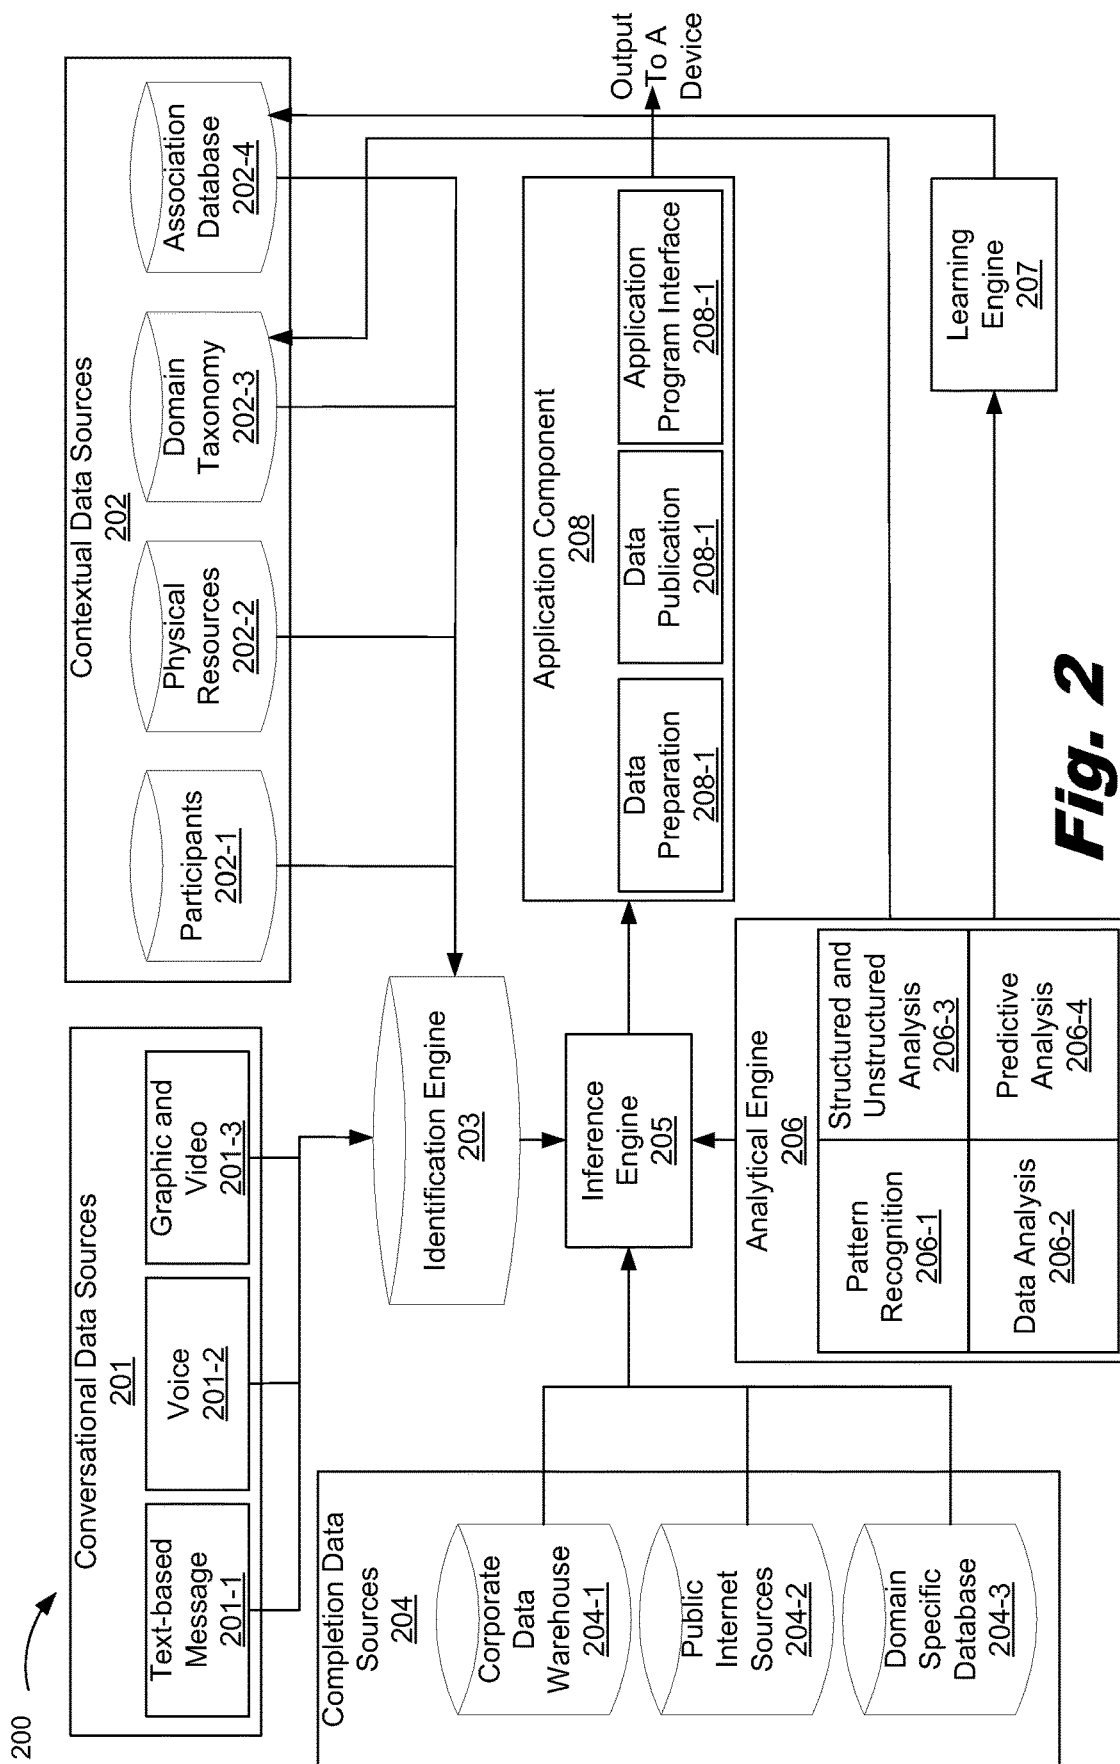 200
Conversational Data Sources
201
Text-based
Message
201-1
Voice
201-2
Graphic and
Video
201-3
Contextual Data Sources
202
Participants
202-1
Physical
Resources
202-2
Domain
Taxonomy
202-3
Association
Database
202-4
Identification Engine
203
Completion Data
Sources
204
Corporate
Data
Warehouse
204-1
Public
Internet
Sources
204-2
Domain
Specific
Database
204-3
Inference
Engine
205
Application Component
208
Data
Preparation
208-1
Data
Publication
208-1
Application
Program Interface
208-1
Output
To A
Device
Analytical Engine
206
Pattern
Recognition
206-1
Structured and
Unstructured
Analysis
206-3
Data Analysis
206-2
Predictive
Analysis
206-4
Learning
Engine
207
Fig. 2